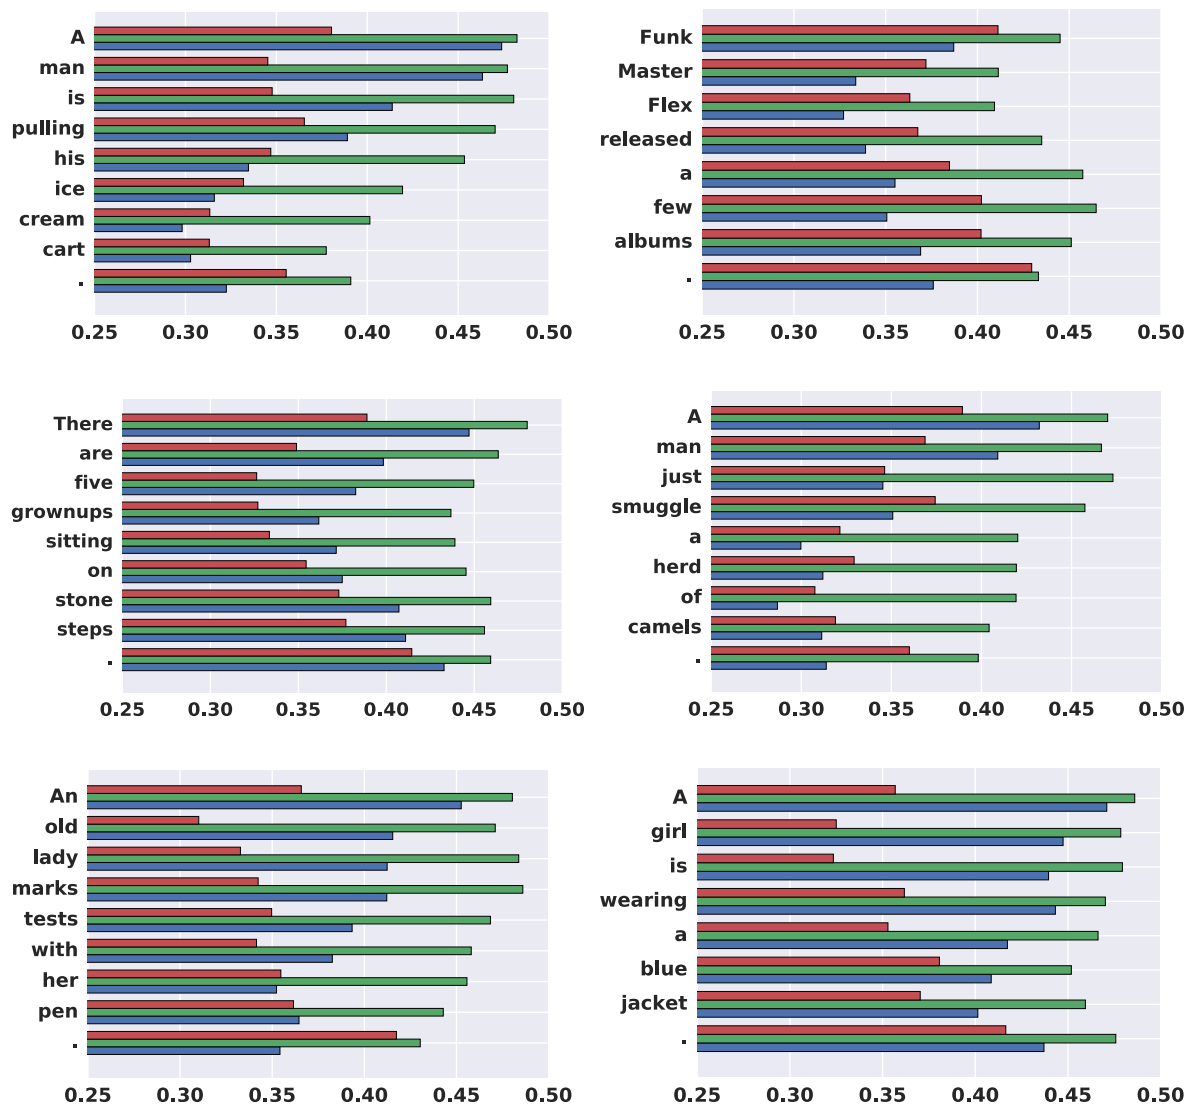 A
man
is
pulling
his
ice
cream
cart
.
0.25 0.30 0.35 0.40 0.45 0.50
Funk
Master
Flex
released
a
few
albums
.
0.25 0.30 0.35 0.40 0.45 0.50
There
are
five
grownups
sitting
on
stone
steps
.
0.25 0.30 0.35 0.40 0.45 0.50
A
man
just
smuggle
a
herd
of
camels
.
0.25 0.30 0.35 0.40 0.45 0.50
An
old
lady
marks
tests
with
her
pen
.
0.25 0.30 0.35 0.40 0.45 0.50
A
girl
is
wearing
a
blue
jacket
.
0.25 0.30 0.35 0.40 0.45 0.50